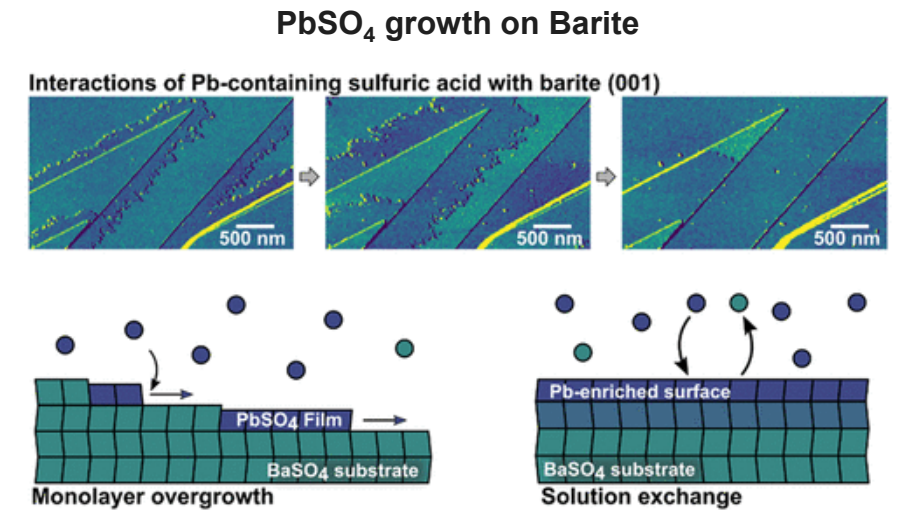 PbSO₄ growth on Barite
Interactions of Pb-containing sulfuric acid with barite (001)
500 nm
500 nm
500 nm
Pb-enriched surface
PbSO₄ Film
BaSO₄ substrate
BaSO₄ substrate
Monolayer overgrowth
Solution exchange